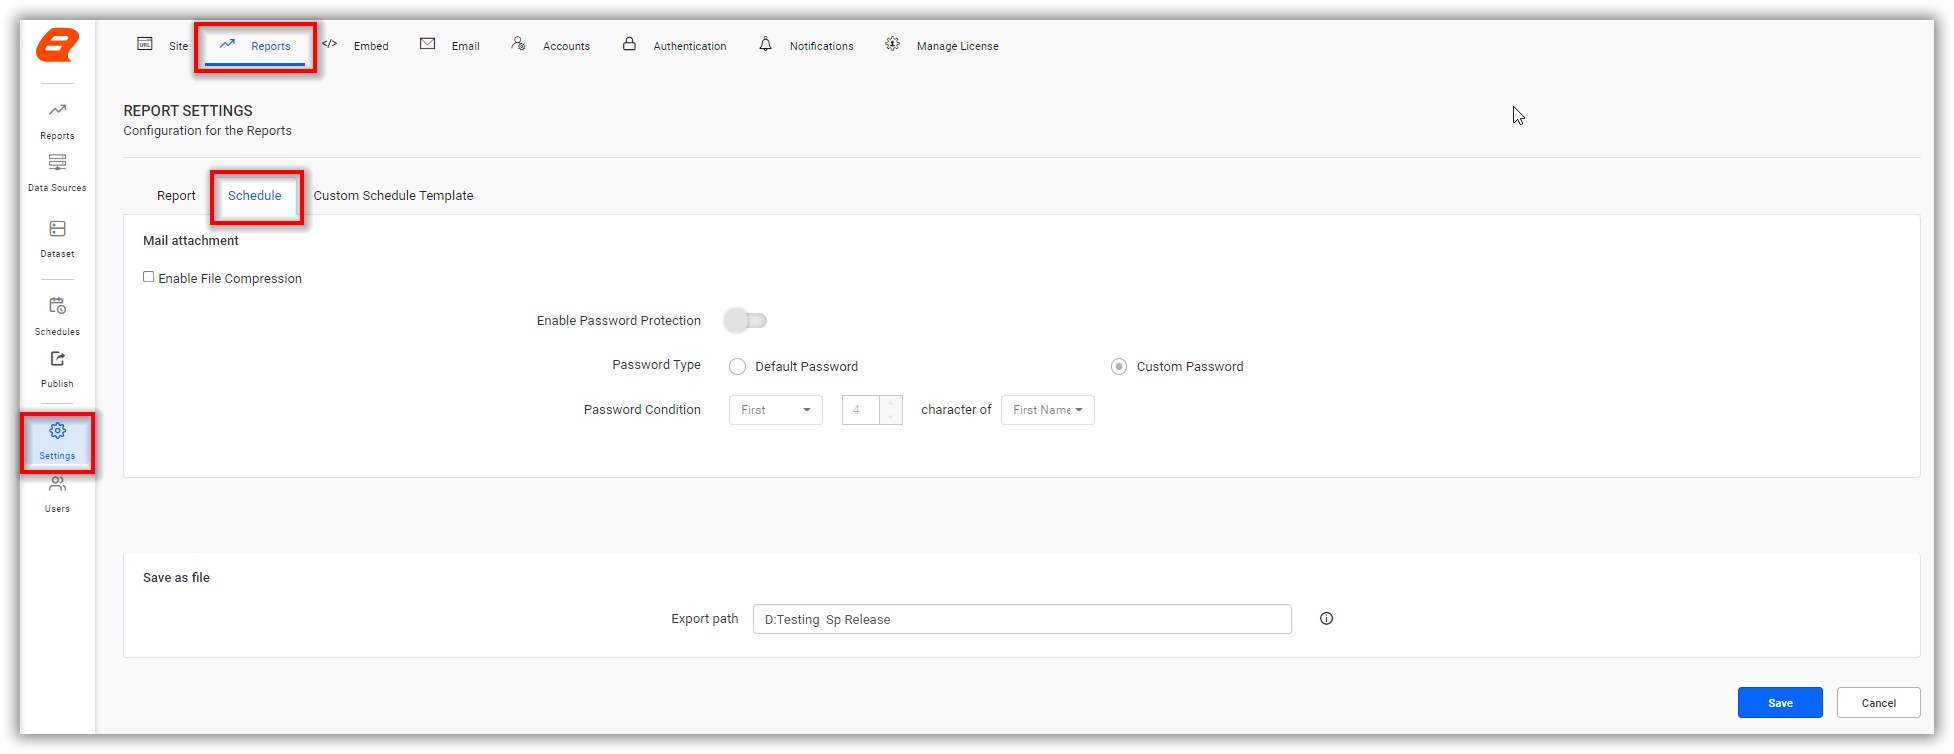 URL
Site
Reports
Embed
Email
Accounts
Authentication
Notifications
Manage License
Reports
Data Sources
Dataset
Schedules
Publish
Settings
Users
REPORT SETTINGS
Configuration for the Reports
Report
Schedule
Custom Schedule Template
Mail attachment
Enable File Compression
Enable Password Protection
Password Type
Default Password
Custom Password
Password Condition
First
4
character of
First Name
Save as file
Export path
D:Testing  Sp Release
Save
Cancel